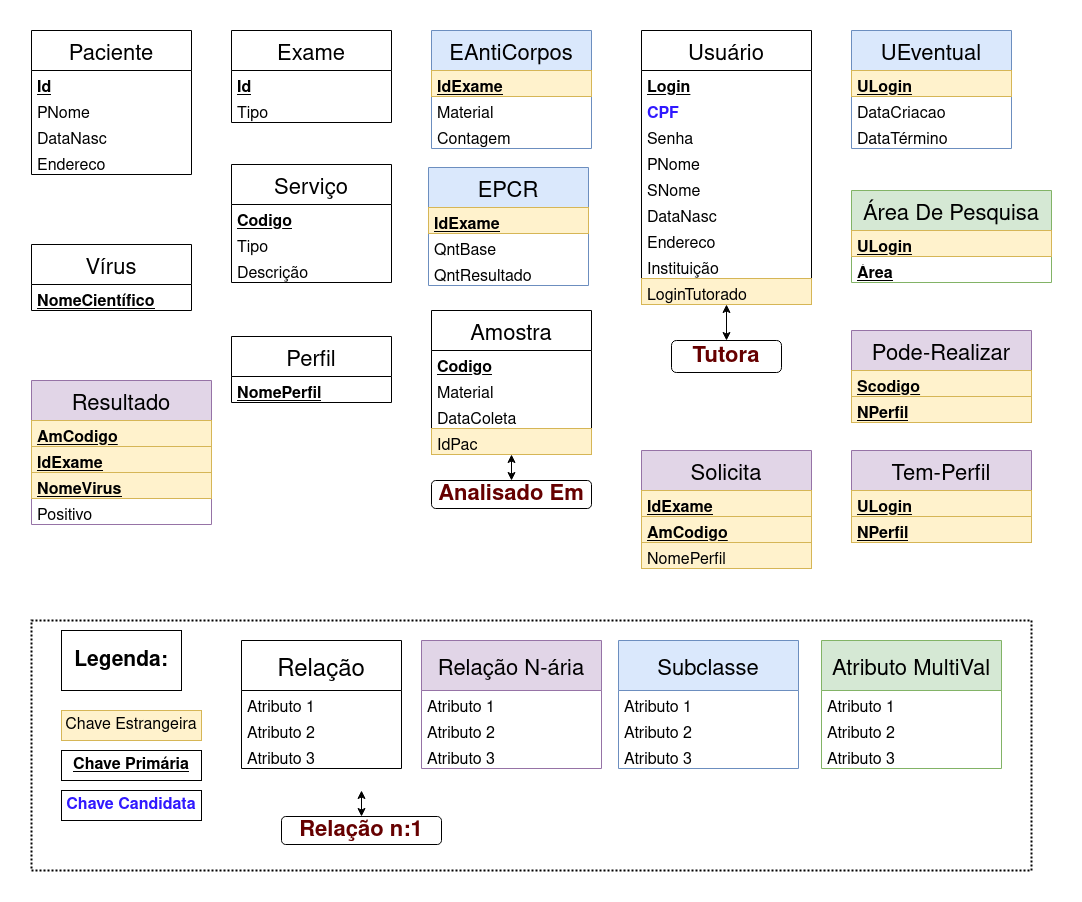 Paciente
Id
PNome
DataNasc
Endereco
Exame
Id
Tipo
EAntiCorpos
IdExame
Material
Contagem
Usuário
Login
CPF
Senha
PNome
SNome
DataNasc
Endereco
Instituição
LoginTutorado
Tutora
UEventual
ULogin
DataCriacao
DataTérmino
Serviço
Codigo
Tipo
Descrição
EPCR
IdExame
QntBase
QntResultado
Área De Pesquisa
ULogin
Área
Vírus
NomeCientífico
Perfil
NomePerfil
Amostra
Codigo
Material
DataColeta
IdPac
Analisado Em
Pode-Realizar
Scodigo
NPerfil
Resultado
AmCodigo
IdExame
NomeVirus
Positivo
Solicita
IdExame
AmCodigo
NomePerfil
Tem-Perfil
ULogin
NPerfil
Legenda:
Chave Estrangeira
Chave Primária
Chave Candidata
Relação
Atributo 1
Atributo 2
Atributo 3
Relação n:1
Relação N-ária
Atributo 1
Atributo 2
Atributo 3
Subclasse
Atributo 1
Atributo 2
Atributo 3
Atributo MultiVal
Atributo 1
Atributo 2
Atributo 3